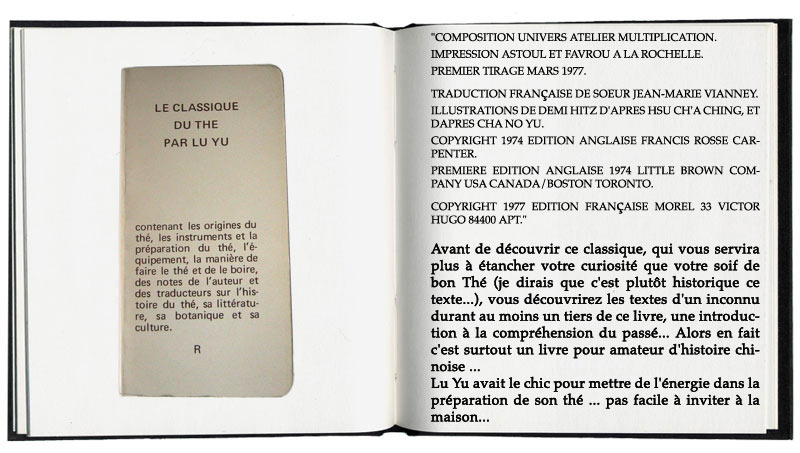 LE CLASSIQUE
DU THE
PAR LU YU
contenant les origines du
thé, les instruments et la
préparation du thé, l'é-
quipement, la manière de
faire le thé et de le boire,
des notes de l'auteur et
des traducteurs sur l'his-
toire du thé, sa littératu-
re, sa botanique et sa
culture.
R
"COMPOSITION UNIVERS ATELIER MULTIPLICATION.
IMPRESSION ASTOUL ET FAVROU A LA ROCHELLE.
PREMIER TIRAGE MARS 1977.
TRADUCTION FRANÇAISE DE SOEUR JEAN-MARIE VIANNEY.
ILLUSTRATIONS DE DEMI HITZ D'APRES HSU CH'A CHING, ET
DAPRES CHA NO YU.
COPYRIGHT 1974 EDITION ANGLAISE FRANCIS ROSSE CAR-
PENTER.
PREMIERE EDITION ANGLAISE 1974 LITTLE BROWN COM-
PANY USA CANADA/BOSTON TORONTO.
COPYRIGHT 1977 EDITION FRANÇAISE MOREL 33 VICTOR
HUGO 84400 APT."
Avant de découvrir ce classique, qui vous servira
plus à étancher votre curiosité que votre soif de
bon Thé (je dirais que c'est plutôt historique ce
texte...), vous découvrirez les textes d'un inconnu
durant au moins un tiers de ce livre, une introduc-
tion à la compréhension du passé... Alors en fait
c'est surtout un livre pour amateur d'histoire chi-
noise ...
Lu Yu avait le chic pour mettre de l'énergie dans la
préparation de son thé ... pas facile à inviter à la
maison...